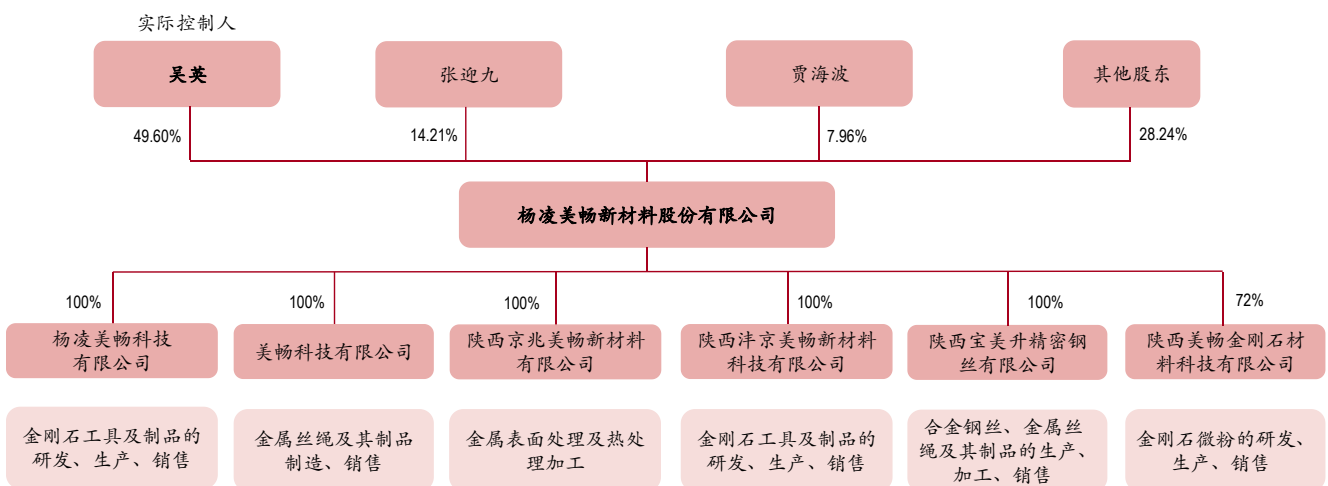 实际控制人
吴英
张迎九
贾海波
其他股东
49.60%
14.21%
7.96%
28.24%
杨凌美畅新材料股份有限公司
100%
100%
100%
100%
100%
72%
杨凌美畅科技
有限公司
美畅科技有限公司
陕西京兆美畅新材料
有限公司
陕西沣京美畅新材料
科技有限公司
陕西宝美升精密钢
丝有限公司
陕西美畅金刚石材
料科技有限公司
金刚石工具及制品的
研发、生产、销售
金属丝绳及其制品
制造、销售
金属表面处理及热处
理加工
金刚石工具及制品的
研发、生产、销售
合金钢丝、金属丝
绳及其制品的生产、
加工、销售
金刚石微粉的研发、
生产、销售